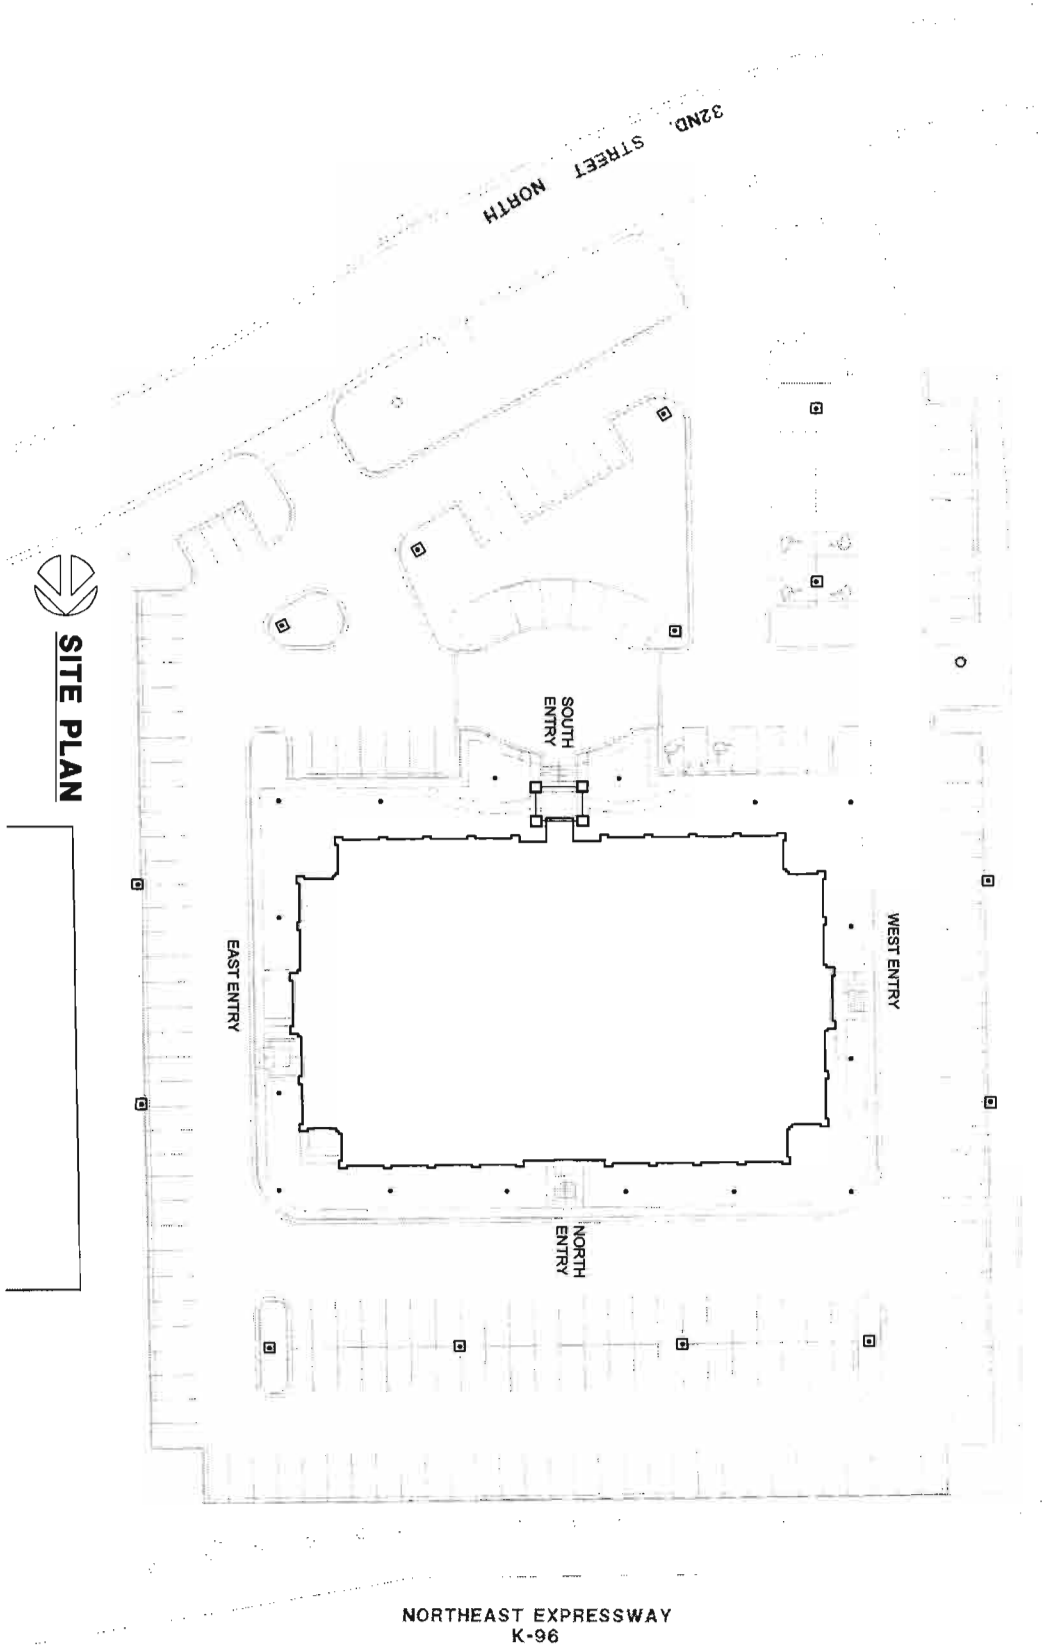 32ND. STREET NORTH
SITE PLAN
SOUTH
ENTRY
WEST ENTRY
EAST ENTRY
NORTH
ENTRY
NORTHEAST EXPRESSWAY
K-96